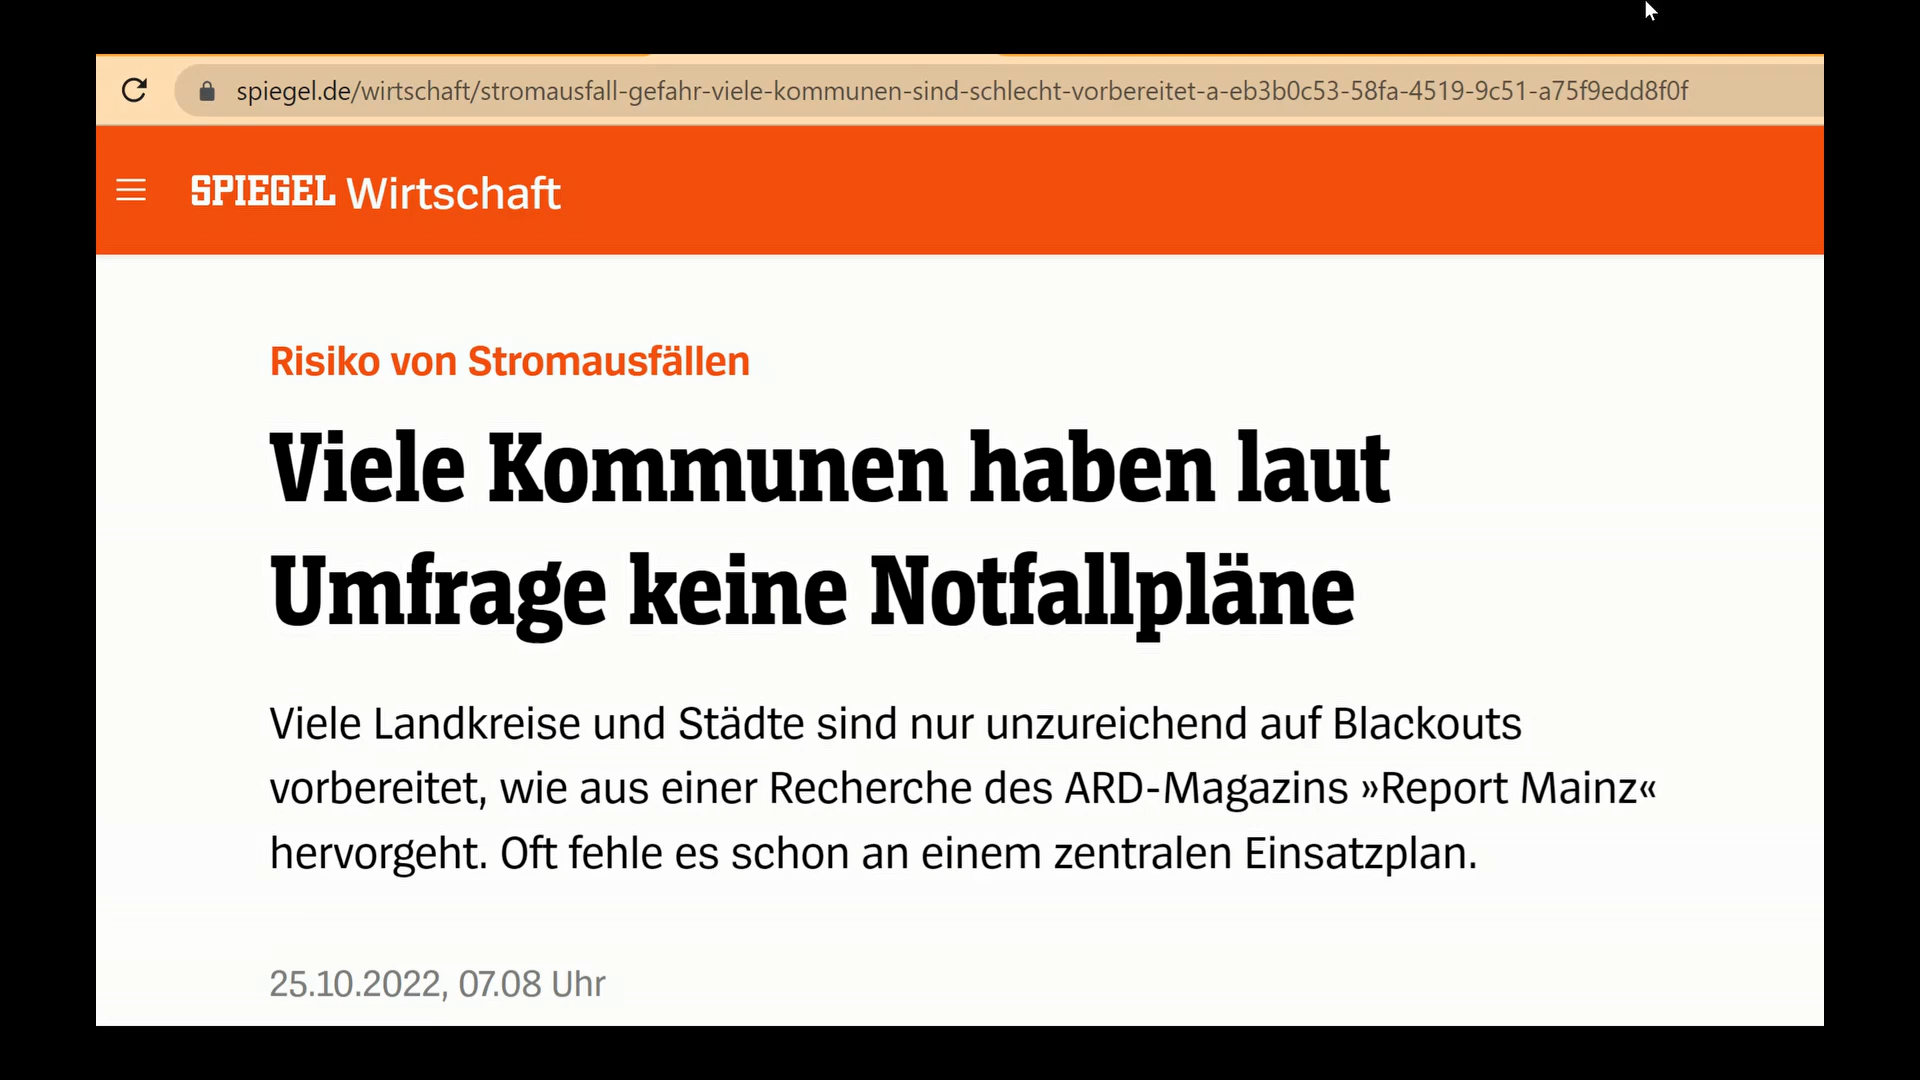 spiegel.de/wirtschaft/stromausfall-gefahr-viele-kommunen-sind-schlecht-vorbereitet-a-eb3b0c53-58fa-4519-9c51-a75f9edd8f0f
SPIEGEL Wirtschaft
Risiko von Stromausfällen
Viele Kommunen haben laut
Umfrage keine Notfallpläne
Viele Landkreise und Städte sind nur unzureichend auf Blackouts
vorbereitet, wie aus einer Recherche des ARD-Magazins »Report Mainz«
hervorgeht. Oft fehle es schon an einem zentralen Einsatzplan.
25.10.2022, 07.08 Uhr